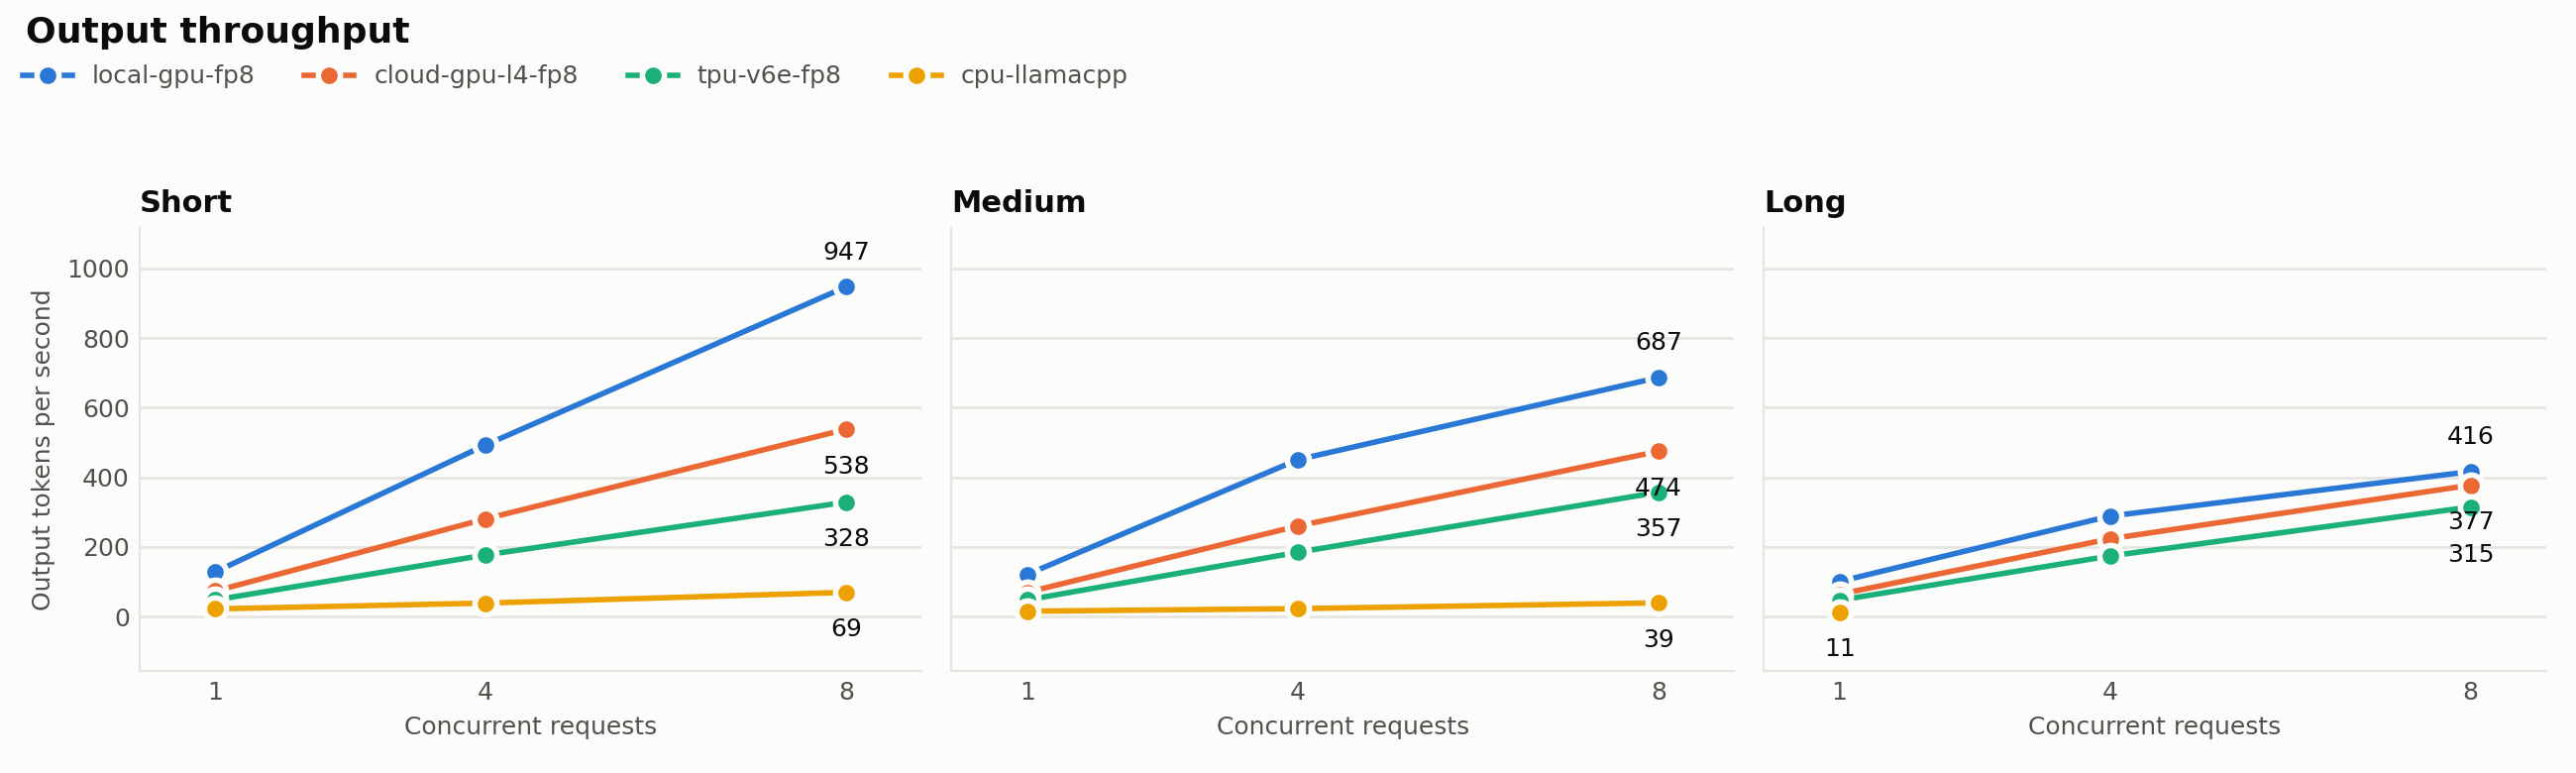 Output throughput
local-gpu-fp8 cloud-gpu-l4-fp8 tpu-v6e-fp8 cpu-llamacpp
Short
Output tokens per second
1000
800
600
400
200
0
947
538
328
69
1 4 8
Concurrent requests
Medium
687
474
357
39
1 4 8
Concurrent requests
Long
416
377
315
11
1 4 8
Concurrent requests